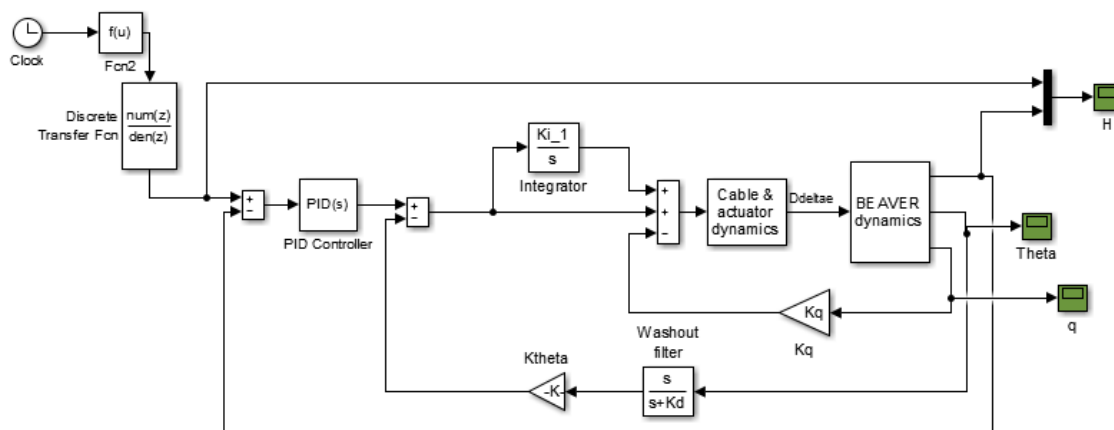 f(u)
Clock
Fcn2
Discrete
Transfer Fcn
num(z)
den(z)
H
Ki_1
s
Integrator
+
−
PID(s)
PID Controller
+
−
+
+
−
Cable &
actuator
dynamics
Ddeltae
BEAVER
dynamics
Theta
q
Kq
Kq
Washout
filter
s
s+Kd
Ktheta
-K-